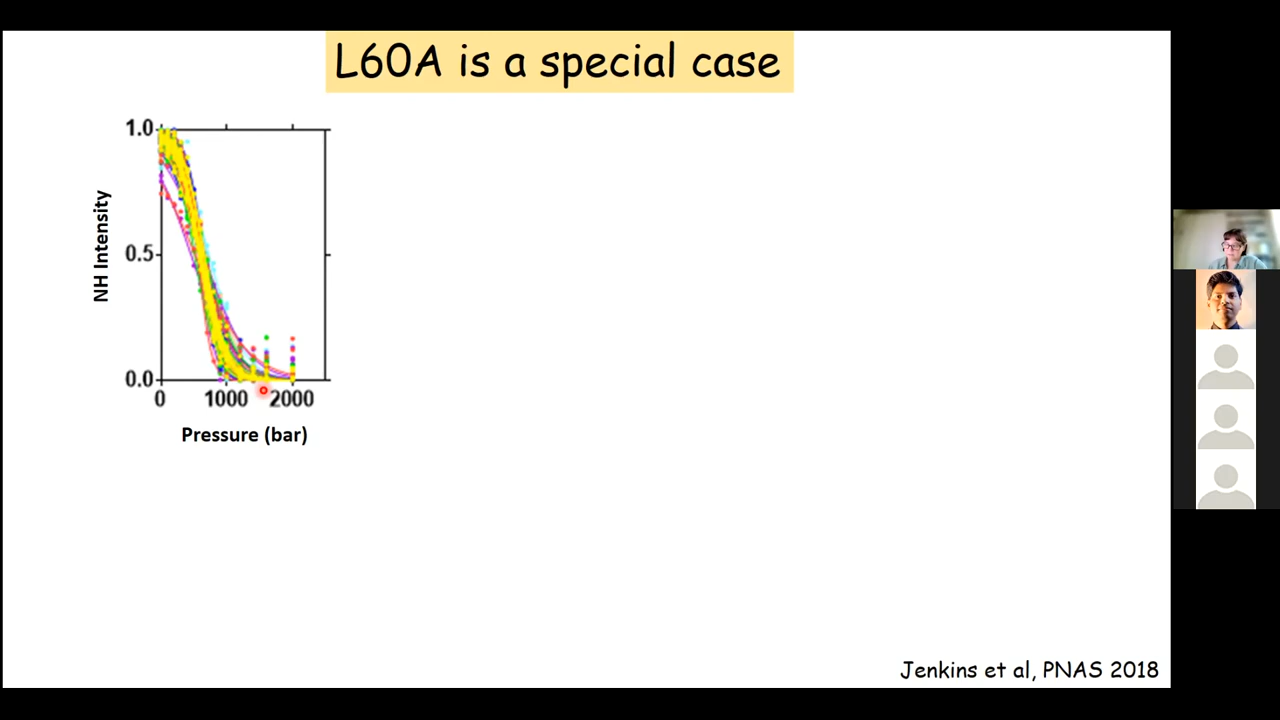 L60A is a special case
1.0
0.5
0.0
NH Intensity
0 1000 2000
Pressure (bar)
Jenkins et al, PNAS 2018